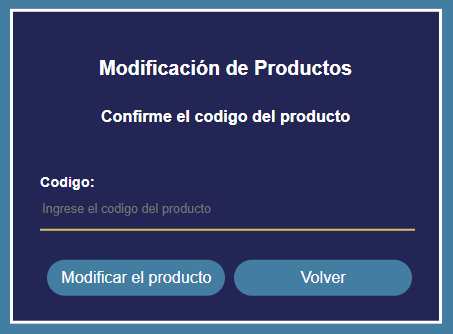 Modificación de Productos
Confirme el codigo del producto
Codigo:
Ingrese el codigo del producto
Modificar el producto Volver